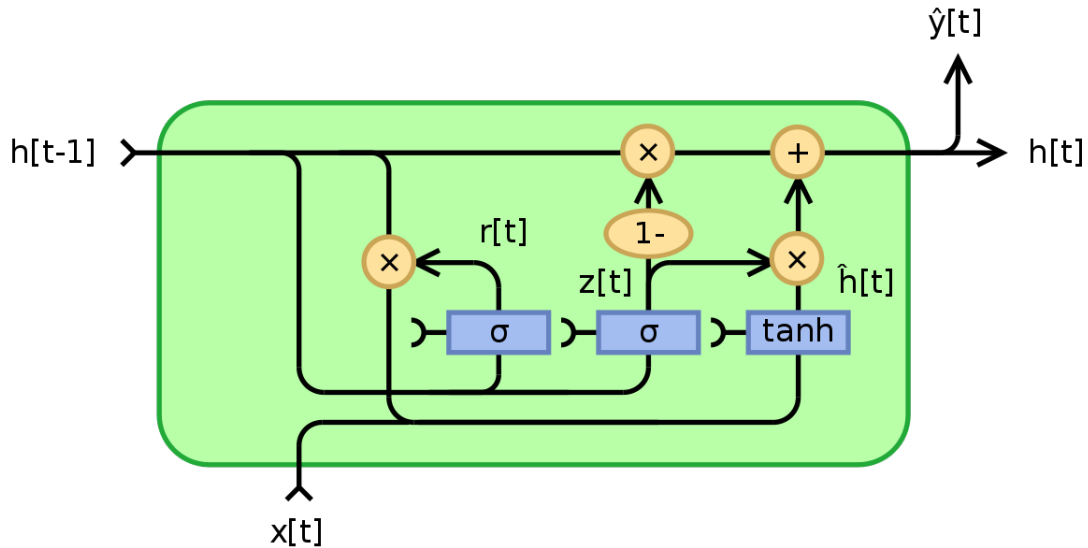 ŷ[t]
h[t-1]
×
+
h[t]
r[t]
1-
×
×
z[t]
ĥ[t]
σ
σ
tanh
x[t]